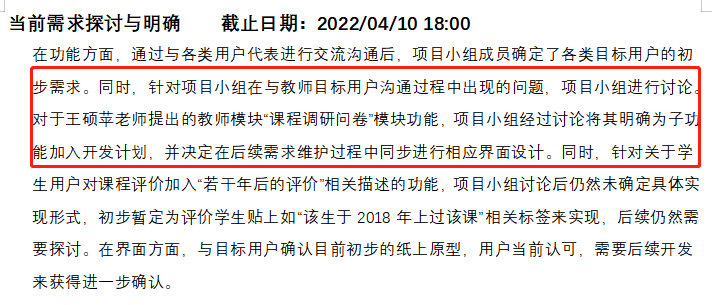 当前需求探讨与明确 截止日期：2022/04/10 18:00
在功能方面，通过与各类用户代表进行交流沟通后，项目小组成员确定了各类目标用户的初
步需求。同时，针对项目小组在与教师目标用户沟通过程中出现的问题，项目小组进行讨论。
对于王硕苹老师提出的教师模块“课程调研问卷”模块功能，项目小组经过讨论将其明确为子功
能加入开发计划，并决定在后续需求维护过程中同步进行相应界面设计。同时，针对关于学
生用户对课程评价加入“若干年后的评价”相关描述的功能，项目小组讨论后仍然未确定具体实
现形式，初步暂定为评价学生贴上如“该生于 2018 年上过该课”相关标签来实现，后续仍然需
要探讨。在界面方面，与目标用户确认目前初步的纸上原型，用户当前认可，需要后续开发
来获得进一步确认。